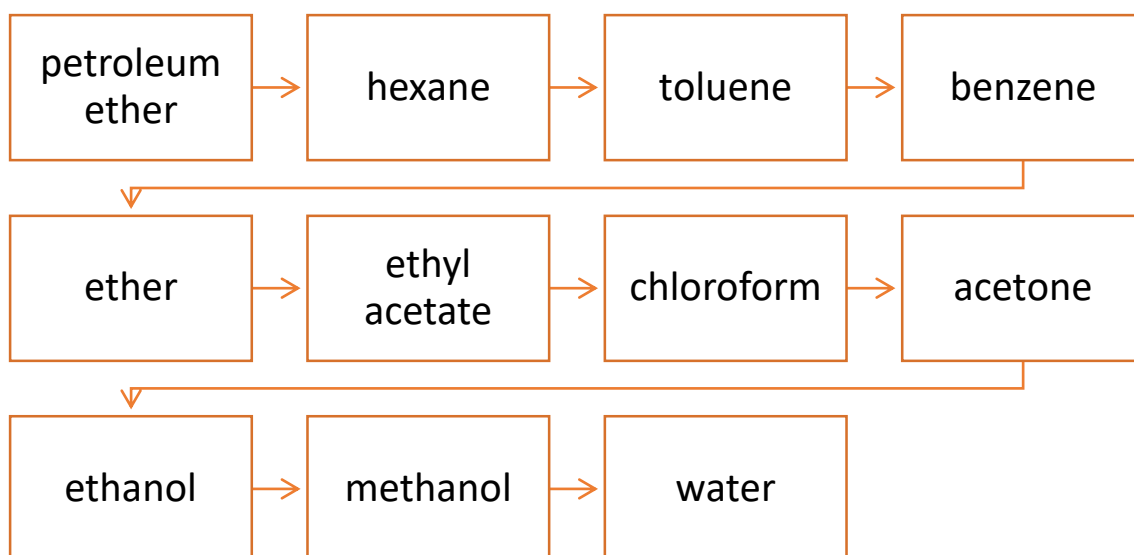 petroleum
ether
hexane
toluene
benzene
ether
ethyl
acetate
chloroform
acetone
ethanol
methanol
water